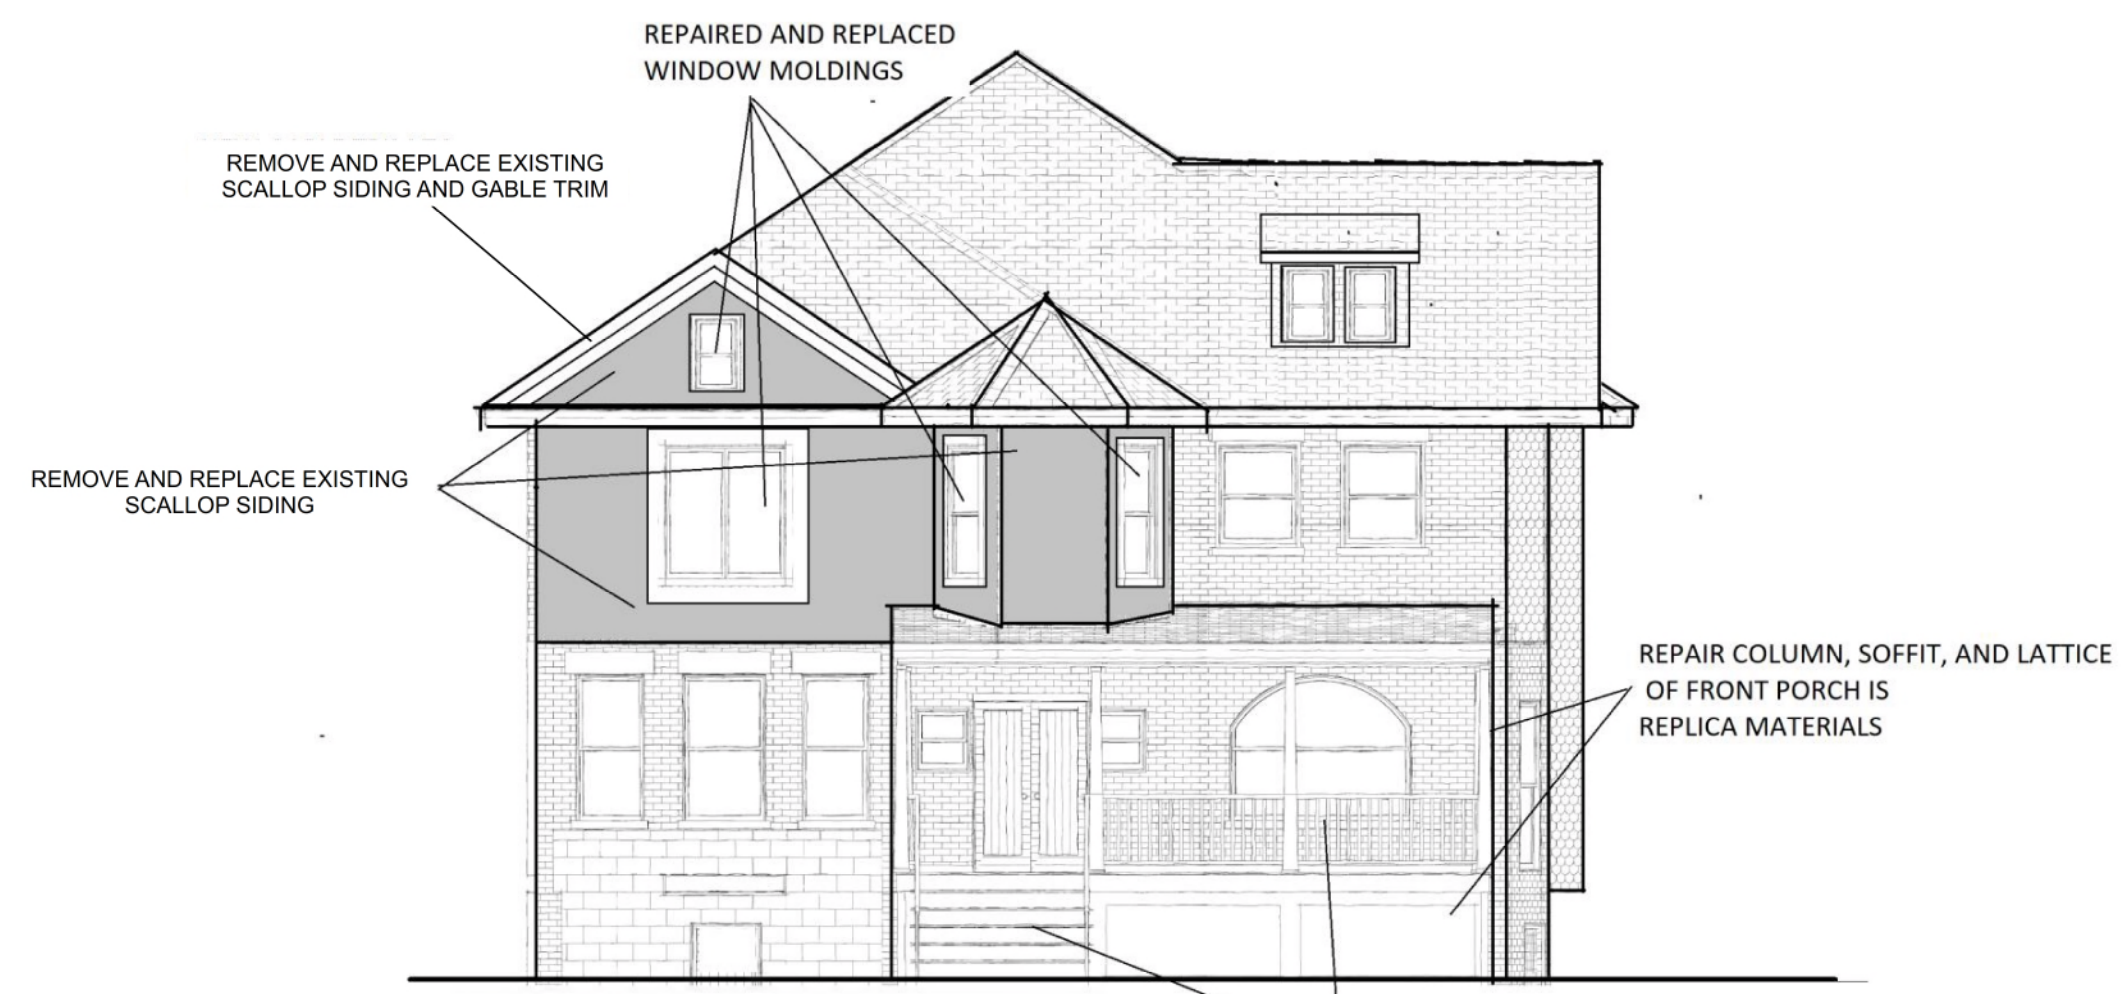 REPAIRED AND REPLACED
WINDOW MOLDINGS
REMOVE AND REPLACE EXISTING
SCALLOP SIDING AND GABLE TRIM
REMOVE AND REPLACE EXISTING
SCALLOP SIDING
REPAIR COLUMN, SOFFIT, AND LATTICE
OF FRONT PORCH IS
REPLICA MATERIALS